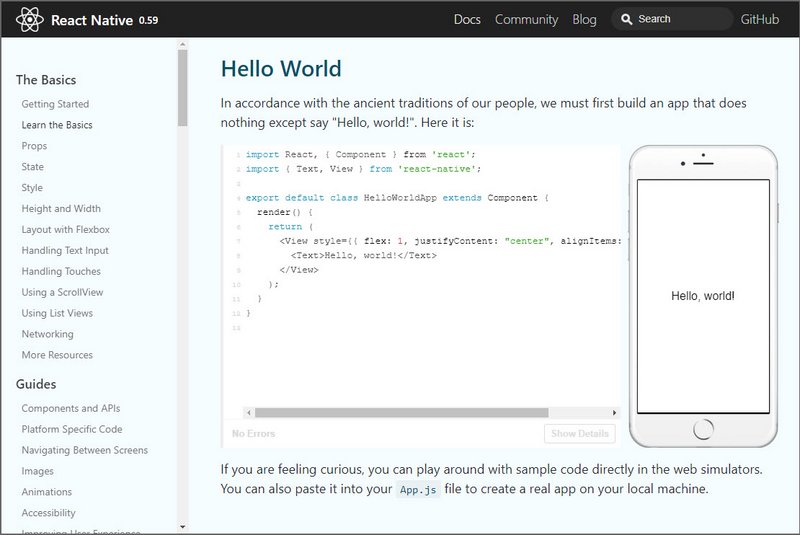 React Native 0.59
Docs
Community
Blog
Search
GitHub
The Basics
Getting Started
Learn the Basics
Props
State
Style
Height and Width
Layout with Flexbox
Handling Text Input
Handling Touches
Using a ScrollView
Using List Views
Networking
More Resources
Guides
Components and APIs
Platform Specific Code
Navigating Between Screens
Images
Animations
Accessibility
Improving User Experience
Hello World
In accordance with the ancient traditions of our people, we must first build an app that does
nothing except say "Hello, world!". Here it is:
1 import React, { Component } from 'react';
2 import { Text, View } from 'react-native';
3
4 export default class HelloWorldApp extends Component {
5 render() {
6 return (
7 <View style={{ flex: 1, justifyContent: "center", alignItems:
8 <Text>Hello, world!</Text>
9 </View>
10 );
11 }
12 }
13
No Errors
Show Details
Hello, world!
If you are feeling curious, you can play around with sample code directly in the web simulators.
You can also paste it into your App.js file to create a real app on your local machine.